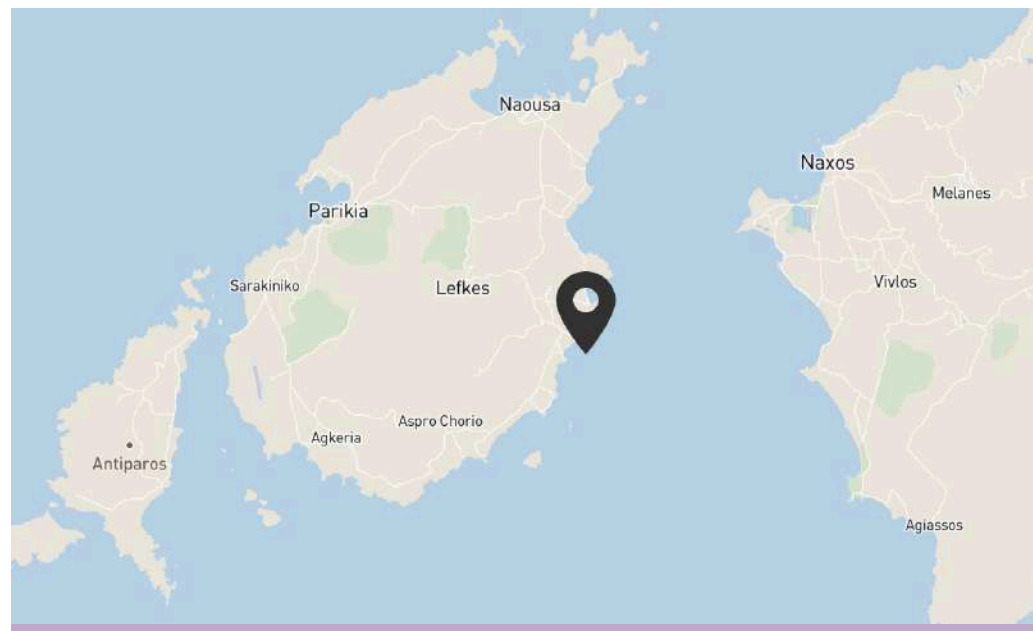 Naousa
Naxos
Melanes
Parikia
Sarakiniko
Lefkes
Vivlos
Aspro Chorio
Agkeria
Antiparos
Agiassos